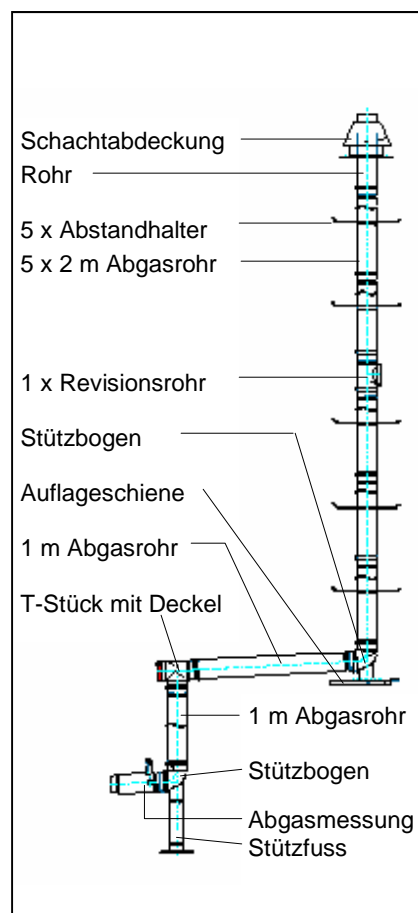 Schachtabdeckung
Rohr
5 x Abstandhalter
5 x 2 m Abgasrohr
1 x Revisionsrohr
Stützbogen
Auflageschiene
1 m Abgasrohr
T-Stück mit Deckel
1 m Abgasrohr
Stützbogen
Abgasmessung
Stützfuss